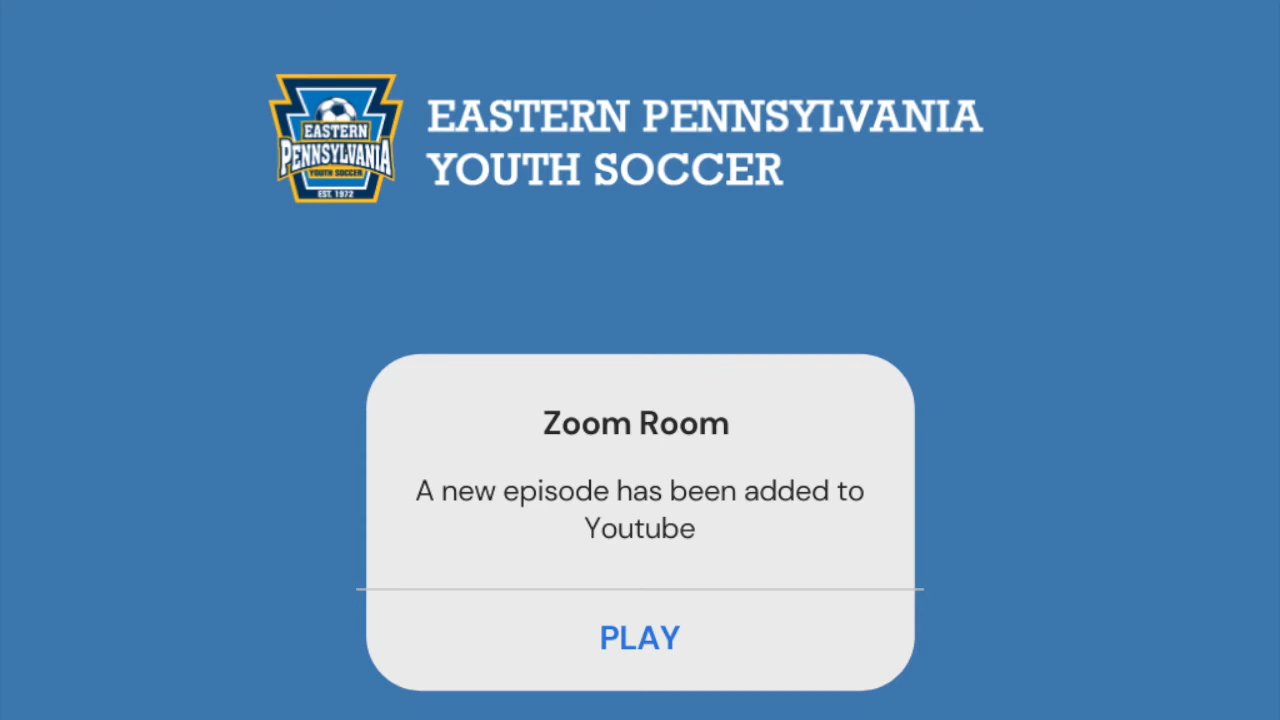 EASTERN
PENNSYLVANIA
YOUTH SOCCER
EST. 1972
EASTERN PENNSYLVANIA
YOUTH SOCCER
Zoom Room
A new episode has been added to
Youtube
PLAY